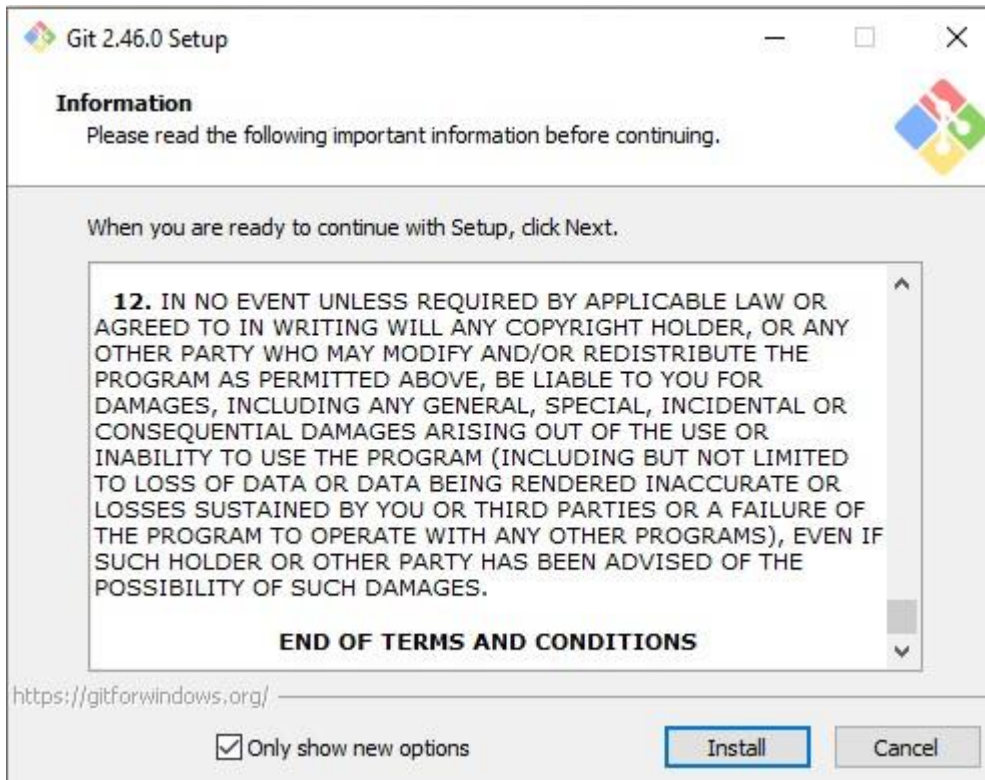 Git 2.46.0 Setup
Information
Please read the following important information before continuing.
When you are ready to continue with Setup, click Next.
12. IN NO EVENT UNLESS REQUIRED BY APPLICABLE LAW OR
AGREED TO IN WRITING WILL ANY COPYRIGHT HOLDER, OR ANY
OTHER PARTY WHO MAY MODIFY AND/OR REDISTRIBUTE THE
PROGRAM AS PERMITTED ABOVE, BE LIABLE TO YOU FOR
DAMAGES, INCLUDING ANY GENERAL, SPECIAL, INCIDENTAL OR
CONSEQUENTIAL DAMAGES ARISING OUT OF THE USE OR
INABILITY TO USE THE PROGRAM (INCLUDING BUT NOT LIMITED
TO LOSS OF DATA OR DATA BEING RENDERED INACCURATE OR
LOSSES SUSTAINED BY YOU OR THIRD PARTIES OR A FAILURE OF
THE PROGRAM TO OPERATE WITH ANY OTHER PROGRAMS), EVEN IF
SUCH HOLDER OR OTHER PARTY HAS BEEN ADVISED OF THE
POSSIBILITY OF SUCH DAMAGES.
END OF TERMS AND CONDITIONS
https://gitforwindows.org/
Only show new options
Install
Cancel